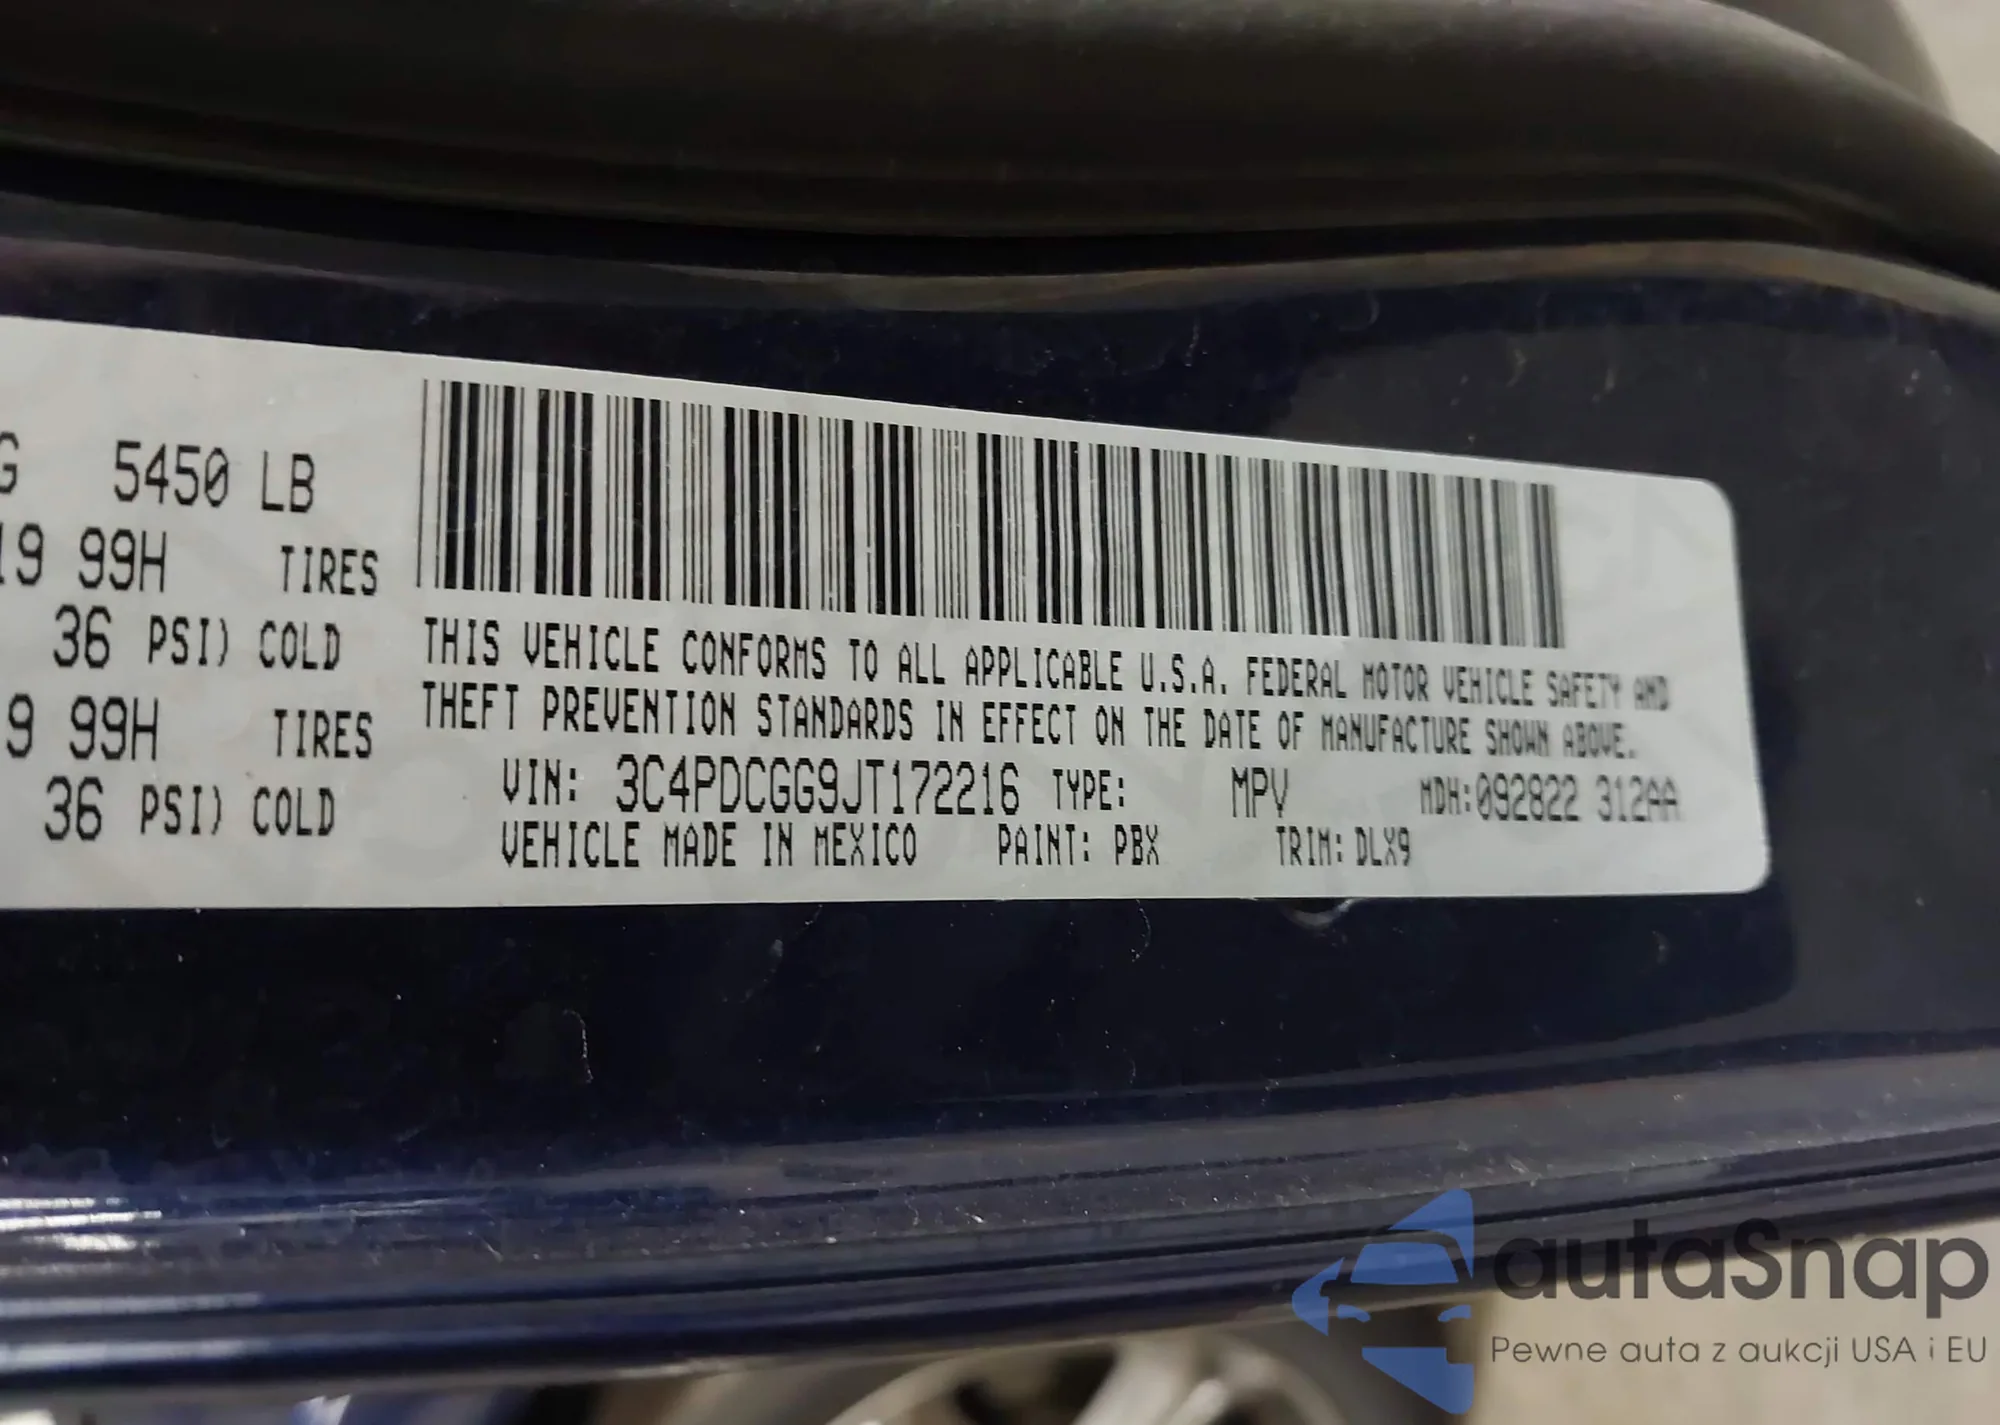 G 5450 LB
19 99H TIRES
36 PSI) COLD
9 99H TIRES
36 PSI) COLD
THIS VEHICLE CONFORMS TO ALL APPLICABLE U.S.A. FEDERAL MOTOR VEHICLE SAFETY AND
THEFT PREVENTION STANDARDS IN EFFECT ON THE DATE OF MANUFACTURE SHOWN ABOVE.
VIN: 3C4PDCGG9JT172216 TYPE: MPV MDH:092822 312AA
VEHICLE MADE IN MEXICO PAINT: PBX TRIM: DLX9
autaSnap
Pewne auta z aukcji USA i EU